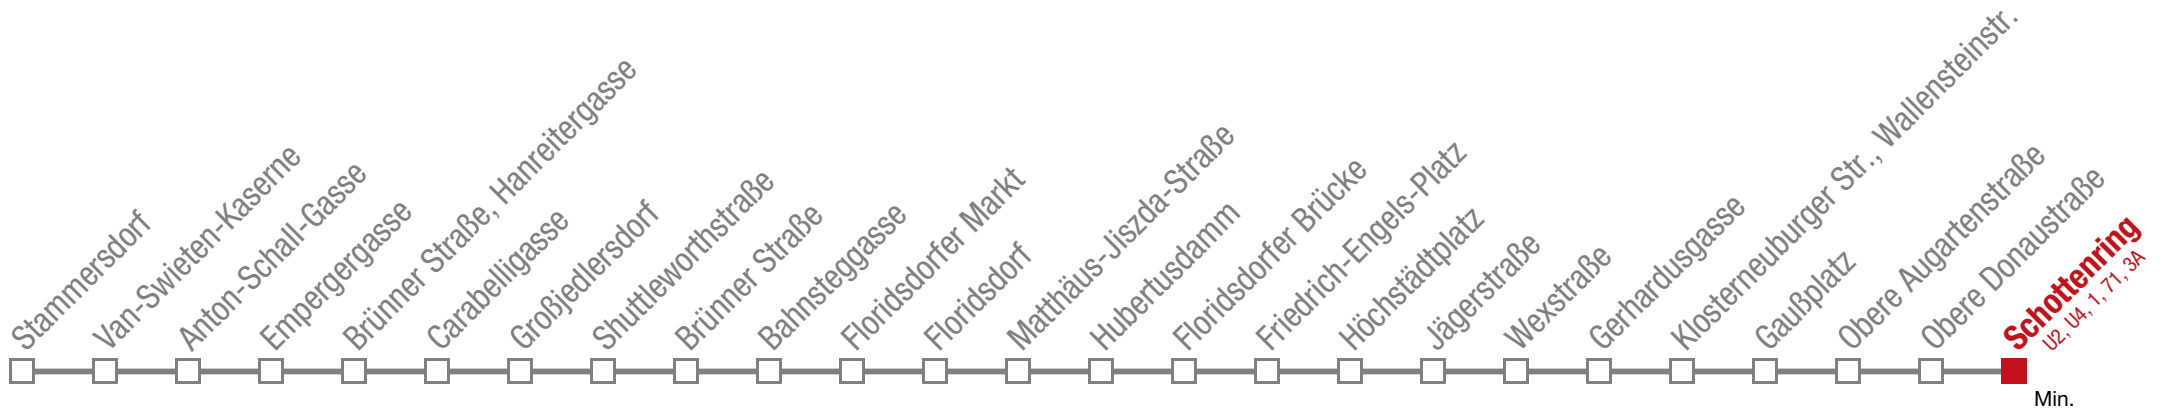 Stammersdorf
Van-Swieten-Kaserne
Anton-Schall-Gasse
Empergergasse
Brünner Straße, Hanreitergasse
Carabelligasse
Großjedlersdorf
Shuttleworthstraße
Brünner Straße
Bahnsteggasse
Floridsdorfer Markt
Floridsdorf
Matthäus-Jiszda-Straße
Hubertusdamm
Floridsdorfer Brücke
Friedrich-Engels-Platz
Höchstädtplatz
Jägerstraße
Wexstraße
Gerhardusgasse
Klosterneuburger Str., Wallensteinstr.
Gaußplatz
Obere Augartenstraße
Obere Donaustraße
Schottenring
U2, U4, 1, 71, 3A
Min.